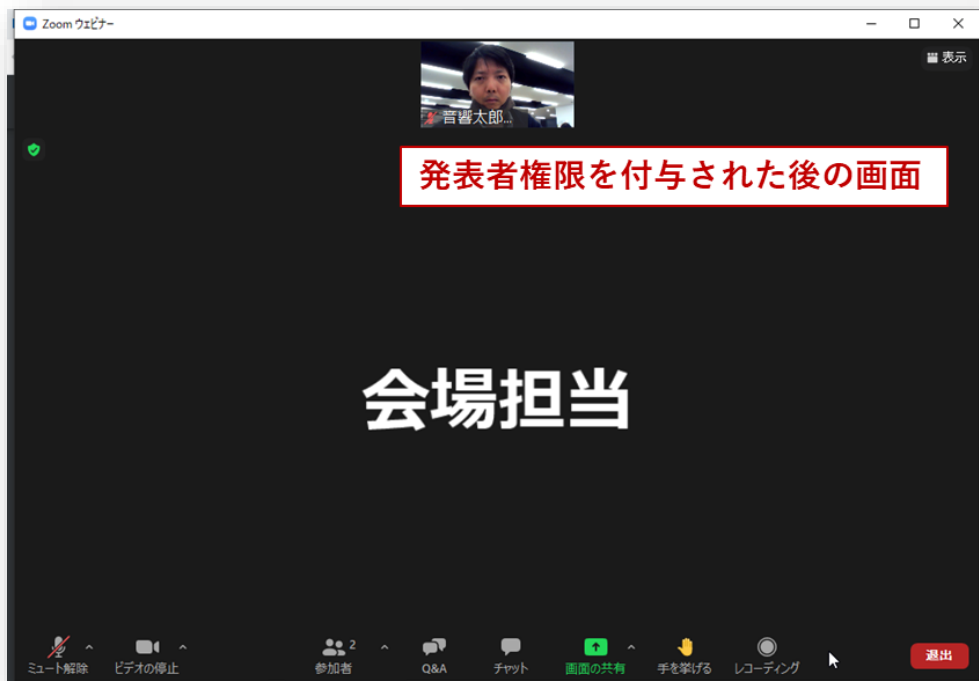 Zoom ウェビナー
表示
音響太郎...
発表者権限を付与された後の画面
会場担当
2
ミュート解除
ビデオの停止
参加者
Q&A
チャット
画面の共有
手を挙げる
レコーディング
退出